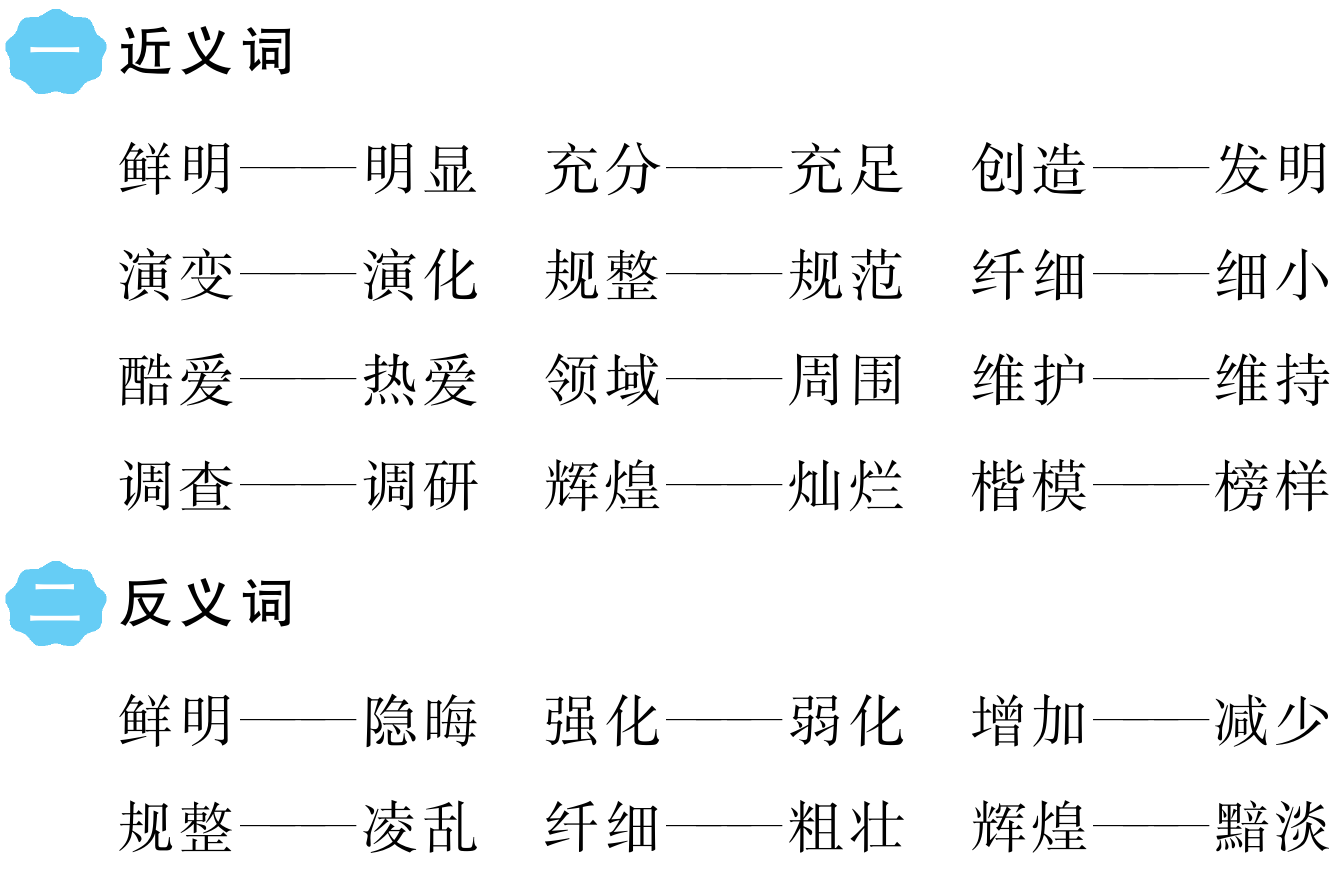 一 近义词
鲜明——明显 充分——充足 创造——发明
演变——演化 规整——规范 纤细——细小
酷爱——热爱 领域——周围 维护——维持
调查——调研 辉煌——灿烂 楷模——榜样
二 反义词
鲜明——隐晦 强化——弱化 增加——减少
规整——凌乱 纤细——粗壮 辉煌——黯淡